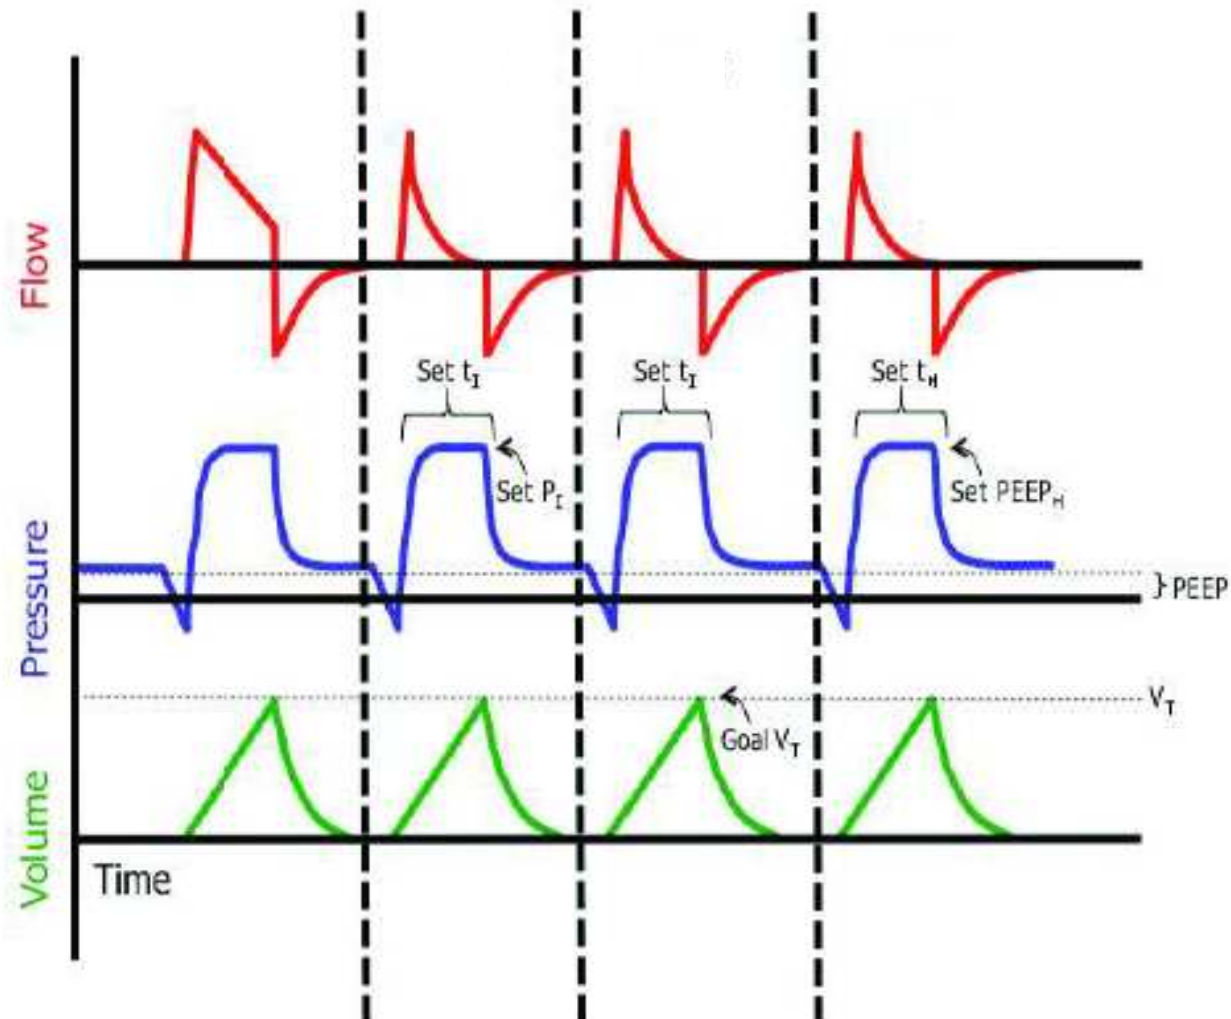 Flow
Set tI
Set tI
Set tH
Set PI
Set PEEPH
Pressure
} PEEP
VT
Goal VT
Volume
Time